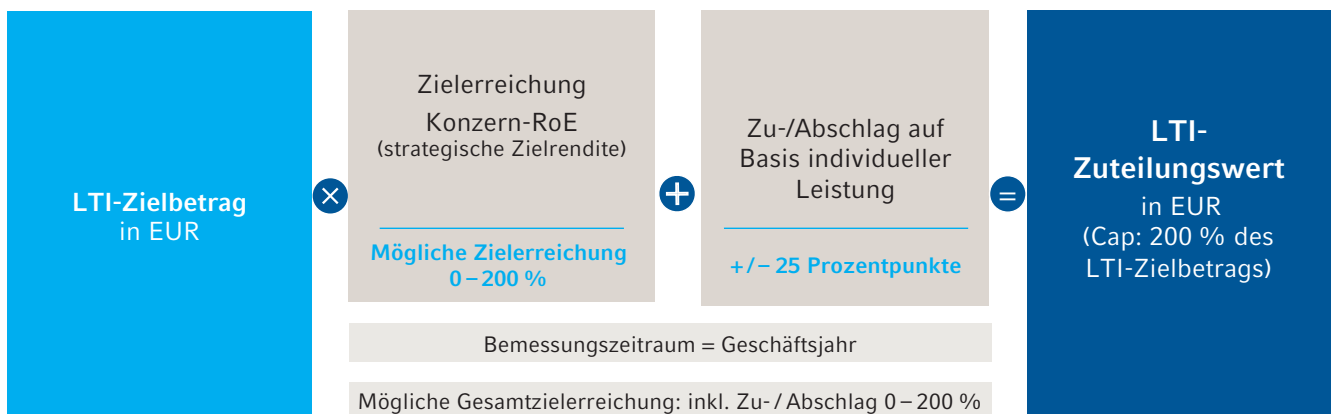 LTI-Zielbetrag
in EUR
×
Zielerreichung
Konzern-RoE
(strategische Zielrendite)
Mögliche Zielerreichung
0 – 200 %
+
Zu-/Abschlag auf
Basis individueller
Leistung
+/– 25 Prozentpunkte
=
LTI-
Zuteilungswert
in EUR
(Cap: 200 % des
LTI-Zielbetrags)
Bemessungszeitraum = Geschäftsjahr
Mögliche Gesamtzielerreichung: inkl. Zu- / Abschlag 0 – 200 %